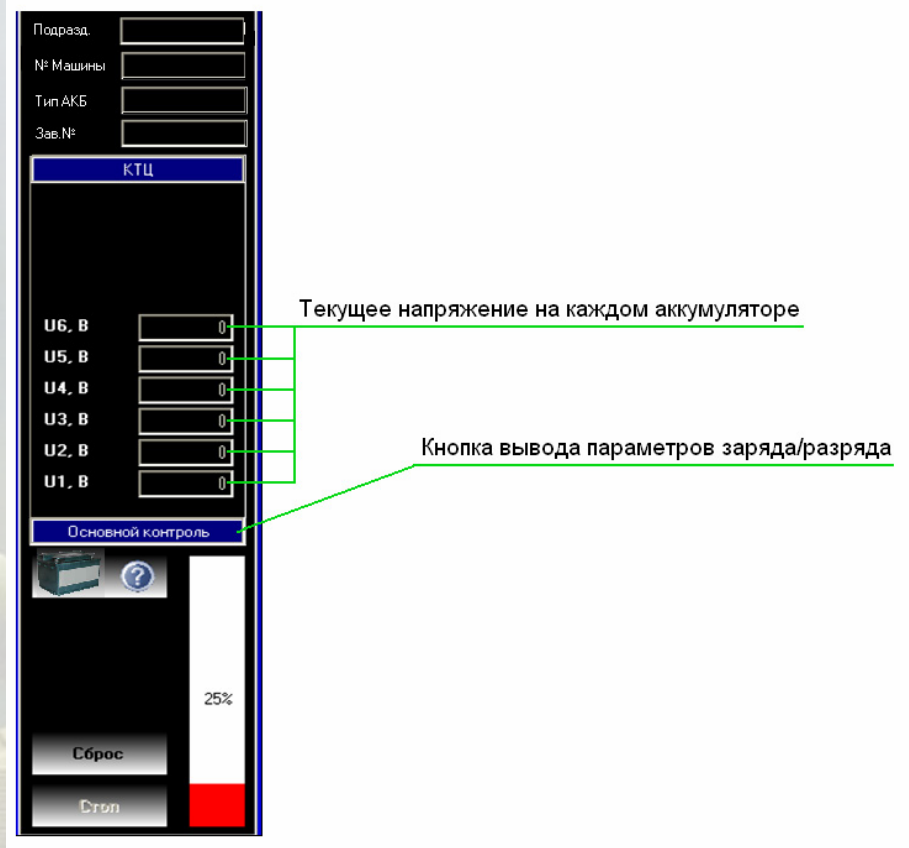 Подразд.
№ Машины
Тип АКБ
Зав.№
КТЦ
Текущее напряжение на каждом аккумуляторе
U6, В 0
U5, В 0
U4, В 0
U3, В 0
U2, В 0
U1, В 0
Кнопка вывода параметров заряда/разряда
Основной контроль
?
25%
Сброс
Стоп